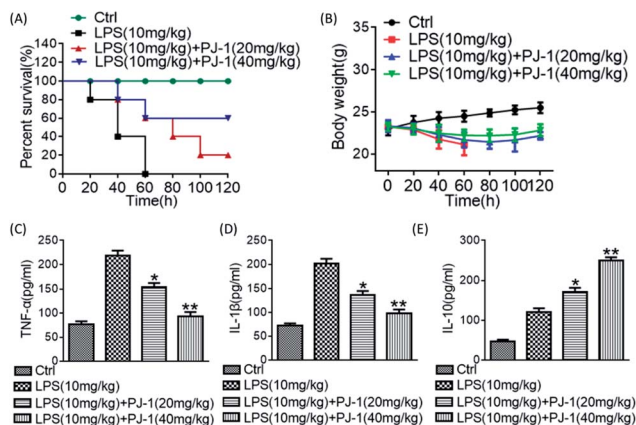 (A)
Ctrl
LPS(10mg/kg)
LPS(10mg/kg)+PJ-1(20mg/kg)
LPS(10mg/kg)+PJ-1(40mg/kg)
Percent survival(%)
140
120
100
80
60
40
20
0
0 20 40 60 80 100 120
Time(h)
(B)
Ctrl
LPS(10mg/kg)
LPS(10mg/kg)+PJ-1(20mg/kg)
LPS(10mg/kg)+PJ-1(40mg/kg)
Body weight(g)
35
30
25
20
15
0 20 40 60 80 100 120
Time(h)
(C)
TNF-α(pg/ml)
250
200
150
100
50
0
*
**
Ctrl
LPS(10mg/kg)
LPS(10mg/kg)+PJ-1(20mg/kg)
LPS(10mg/kg)+PJ-1(40mg/kg)
(D)
IL-1β(pg/ml)
250
200
150
100
50
0
*
**
Ctrl
LPS(10mg/kg)
LPS(10mg/kg)+PJ-1(20mg/kg)
LPS(10mg/kg)+PJ-1(40mg/kg)
(E)
IL-10(pg/ml)
300
200
100
0
*
**
Ctrl
LPS(10mg/kg)
LPS(10mg/kg)+PJ-1(20mg/kg)
LPS(10mg/kg)+PJ-1(40mg/kg)